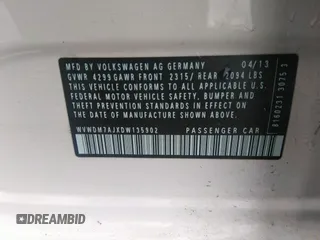 MFD BY VOLKSWAGEN AG GERMANY 04/13
GVWR 4299 GAWR FRONT 2315/ REAR 2094 LBS
THIS VEHICLE CONFORMS TO ALL APPLICABLE U.S.
FEDERAL MOTOR VEHICLE SAFETY, BUMPER, AND
THEFT PREVENTION STANDARDS IN EFFECT ON
THE DATE OF MANUFACTURE SHOWN ABOVE
WVWDM7AJXDW135902 PASSENGER CAR
DREAMBID